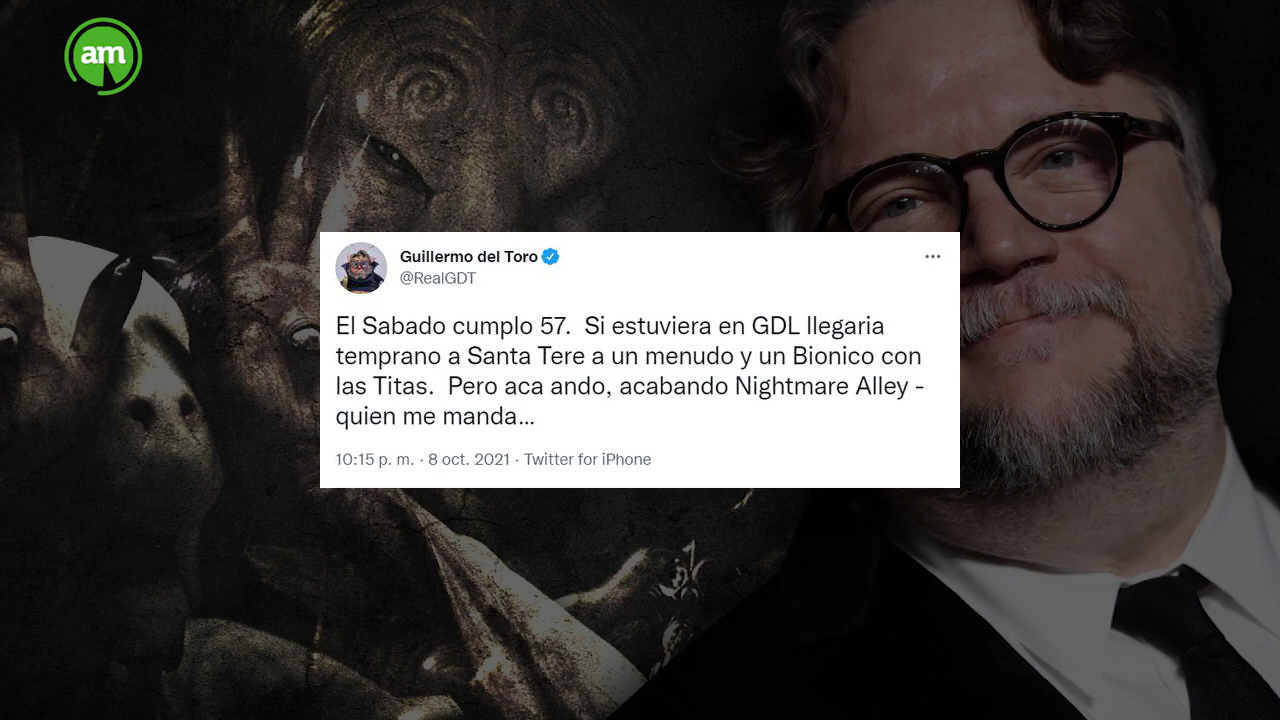 am
Guillermo del Toro
@RealGDT
El Sabado cumplo 57.  Si estuviera en GDL llegaria
temprano a Santa Tere a un menudo y un Bionico con
las Titas.  Pero aca ando, acabando Nightmare Alley -
quien me manda...
10:15 p. m. · 8 oct. 2021 · Twitter for iPhone